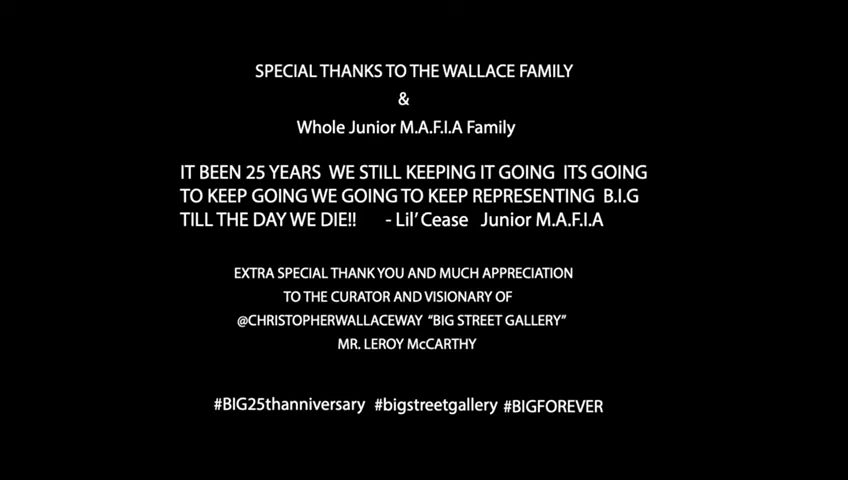 SPECIAL THANKS TO THE WALLACE FAMILY
&
Whole Junior M.A.F.I.A Family
IT BEEN 25 YEARS WE STILL KEEPING IT GOING ITS GOING
TO KEEP GOING WE GOING TO KEEP REPRESENTING B.I.G
TILL THE DAY WE DIE!! - Lil' Cease Junior M.A.F.I.A
EXTRA SPECIAL THANK YOU AND MUCH APPRECIATION
TO THE CURATOR AND VISIONARY OF
@CHRISTOPHERWALLACEWAY "BIG STREET GALLERY"
MR. LEROY McCARTHY
#BIG25thanniversary #bigstreetgallery #BIGFOREVER